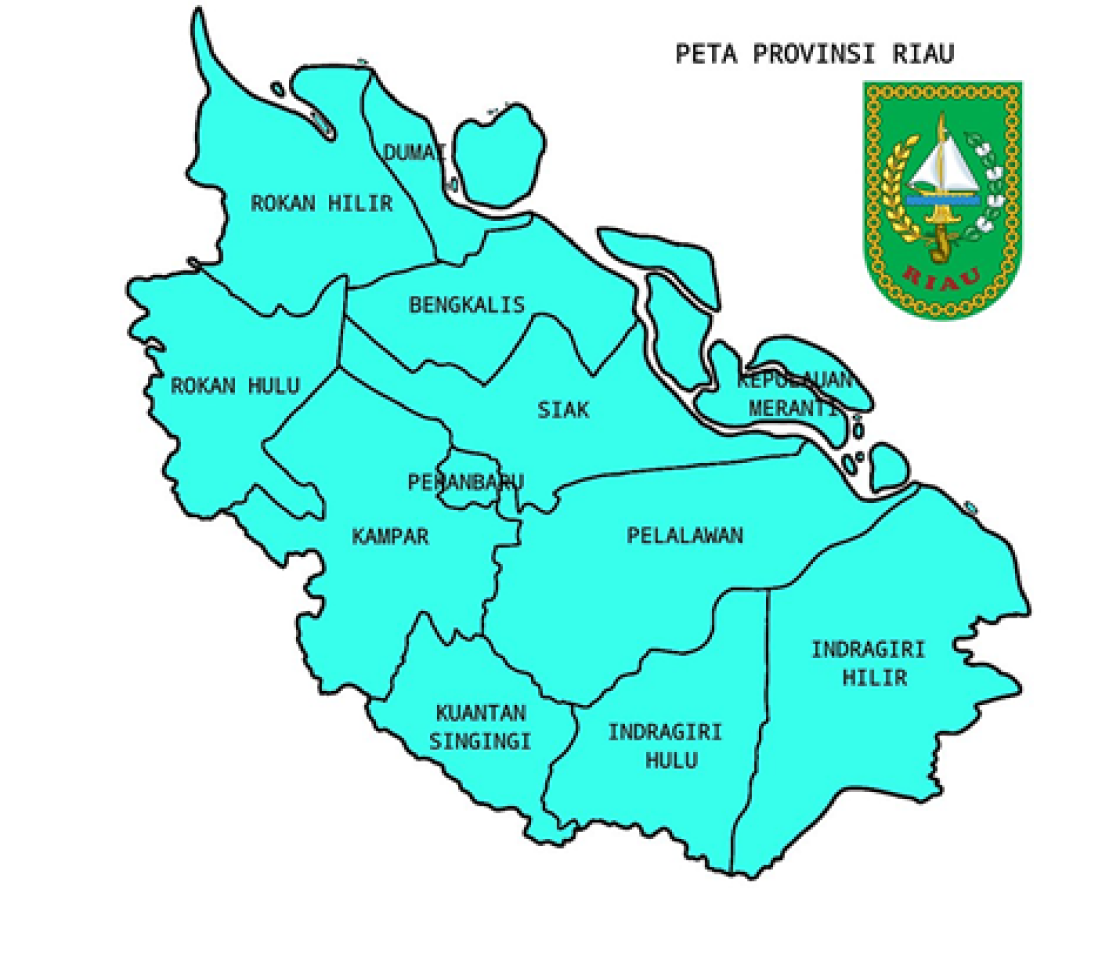 PETA PROVINSI RIAU
DUMAI
ROKAN HILIR
RIAU
BENGKALIS
ROKAN HULU
KEPULAUAN
MERANTI
SIAK
PEKANBARU
KAMPAR
PELALAWAN
INDRAGIRI
HILIR
KUANTAN
SINGINGI
INDRAGIRI
HULU